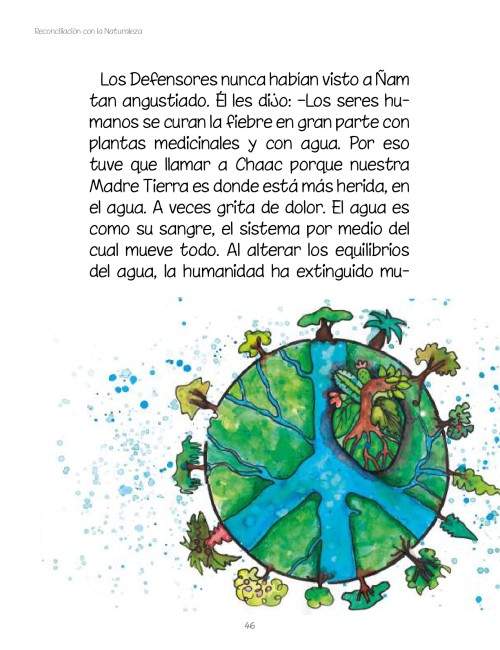 Reconciliación con la Naturaleza
Los Defensores nunca habían visto a Ñam
tan angustiado. Él les dijo: –Los seres hu-
manos se curan la fiebre en gran parte con
plantas medicinales y con agua. Por eso
tuve que llamar a Chaac porque nuestra
Madre Tierra es donde está más herida, en
el agua. A veces grita de dolor. El agua es
como su sangre, el sistema por medio del
cual mueve todo. Al alterar los equilibrios
del agua, la humanidad ha extinguido mu-
46